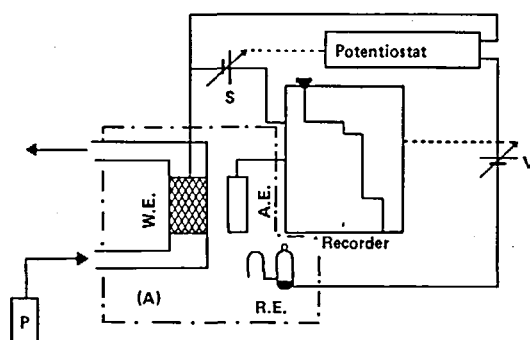 Potentiostat
S
V
W.E.
A.E.
Recorder
(A)
R.E.
P